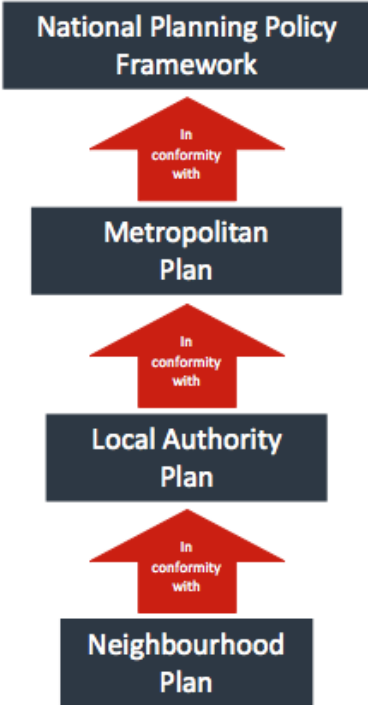 National Planning Policy
Framework
In
conformity
with
Metropolitan
Plan
In
conformity
with
Local Authority
Plan
In
conformity
with
Neighbourhood
Plan